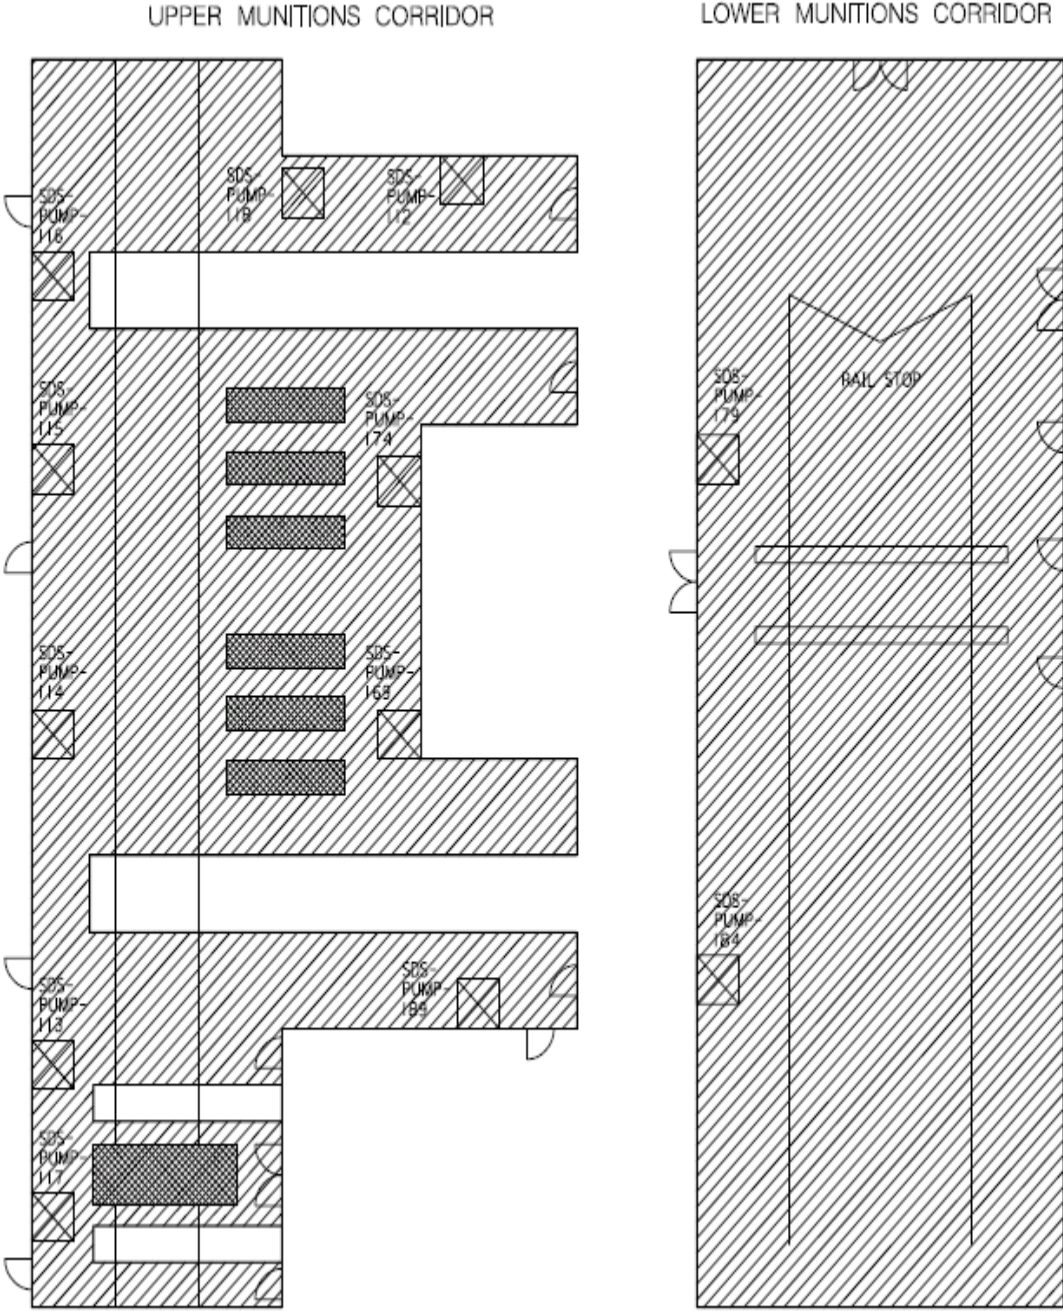 UPPER MUNITIONS CORRIDOR
LOWER MUNITIONS CORRIDOR
SDS-
PUMP-
118
SDS-
PUMP-
112
SDS-
PUMP-
116
SDS-
PUMP-
115
SDS-
PUMP-
174
SDS-
PUMP-
179
RAIL STOP
SDS-
PUMP-
114
SDS-
PUMP-
SDS-
PUMP-
184
SDS-
PUMP-
189
SDS-
PUMP-
113
SDS-
PUMP-
117